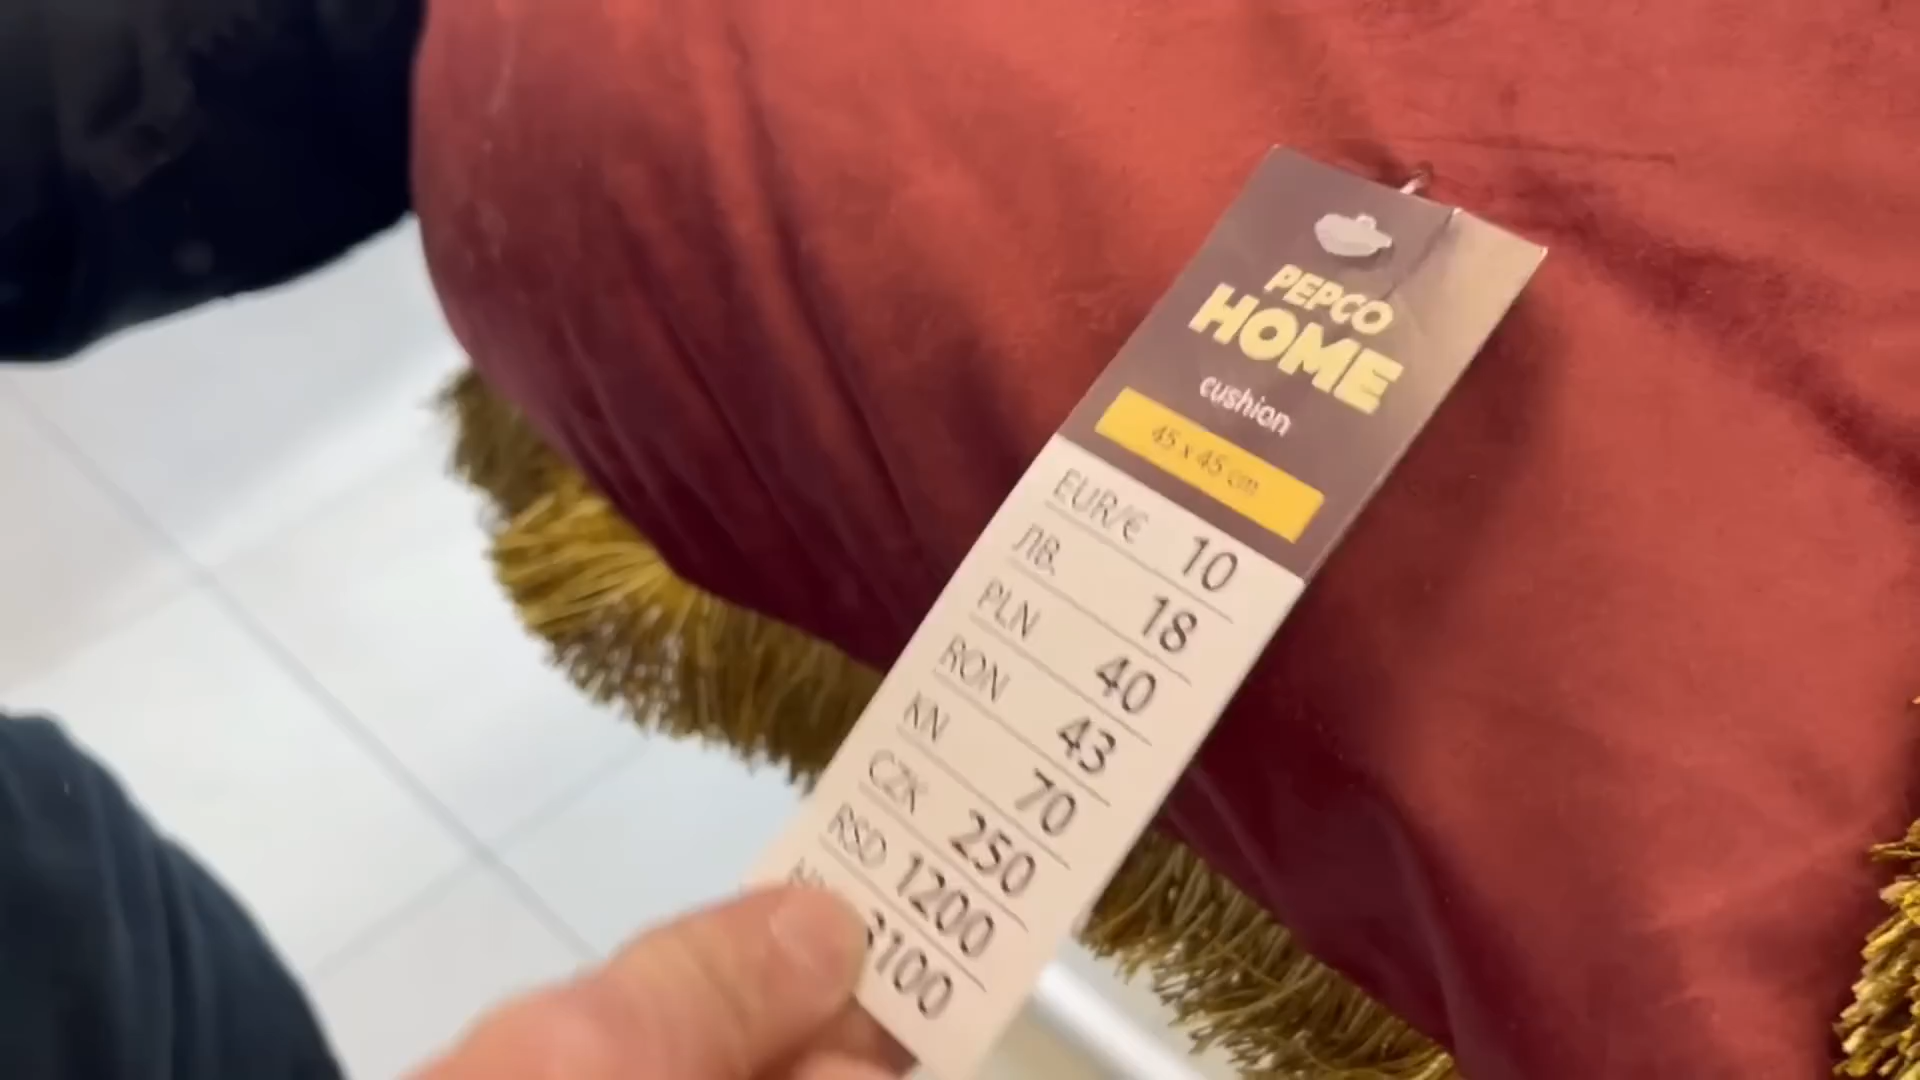 PEPCO
HOME
cushion
45 x 45 cm
EUR/€ 10
ЛВ. 18
PLN 40
RON 43
KN 70
CZK 250
RSD 1200